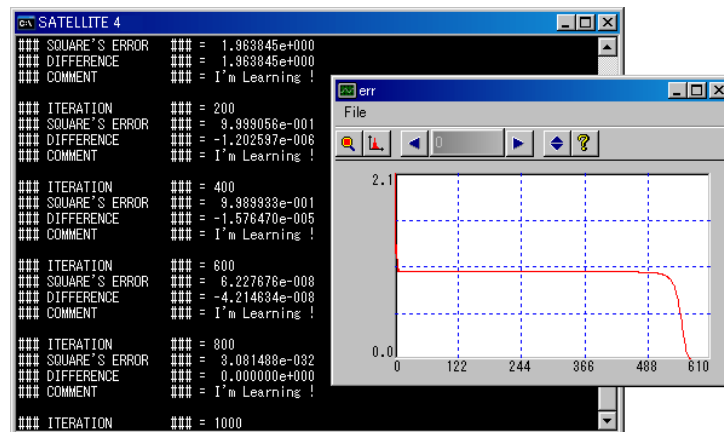 SATELLITE 4
### SQUARE'S ERROR ### = 1.963845e+000
### DIFFERENCE ### = 1.963845e+000
### COMMENT ### = I'm Learning !
### ITERATION ### = 200
### SQUARE'S ERROR ### = 9.999056e-001
### DIFFERENCE ### = -1.202597e-006
### COMMENT ### = I'm Learning !
### ITERATION ### = 400
### SQUARE'S ERROR ### = 9.989933e-001
### DIFFERENCE ### = -1.576470e-005
### COMMENT ### = I'm Learning !
### ITERATION ### = 600
### SQUARE'S ERROR ### = 6.227676e-008
### DIFFERENCE ### = -4.214634e-008
### COMMENT ### = I'm Learning !
### ITERATION ### = 800
### SQUARE'S ERROR ### = 3.081488e-032
### DIFFERENCE ### = 0.000000e+000
### COMMENT ### = I'm Learning !
### ITERATION ### = 1000
err
File
0
2.1
0.0
0 122 244 366 488 610